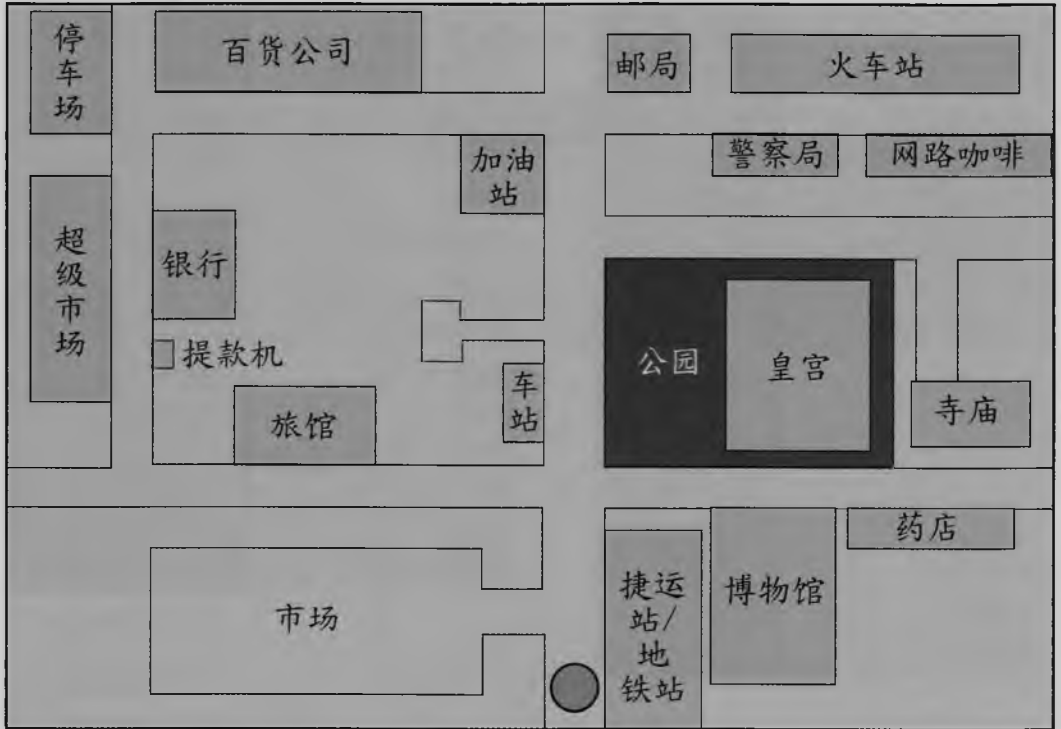 停
车
场
百货公司
邮局
火车站
加油
站
警察局
网路咖啡
超
级
市
场
银行
提款机
旅馆
车
站
公园
皇宫
寺庙
市场
捷运
站/
地
铁站
博物馆
药店